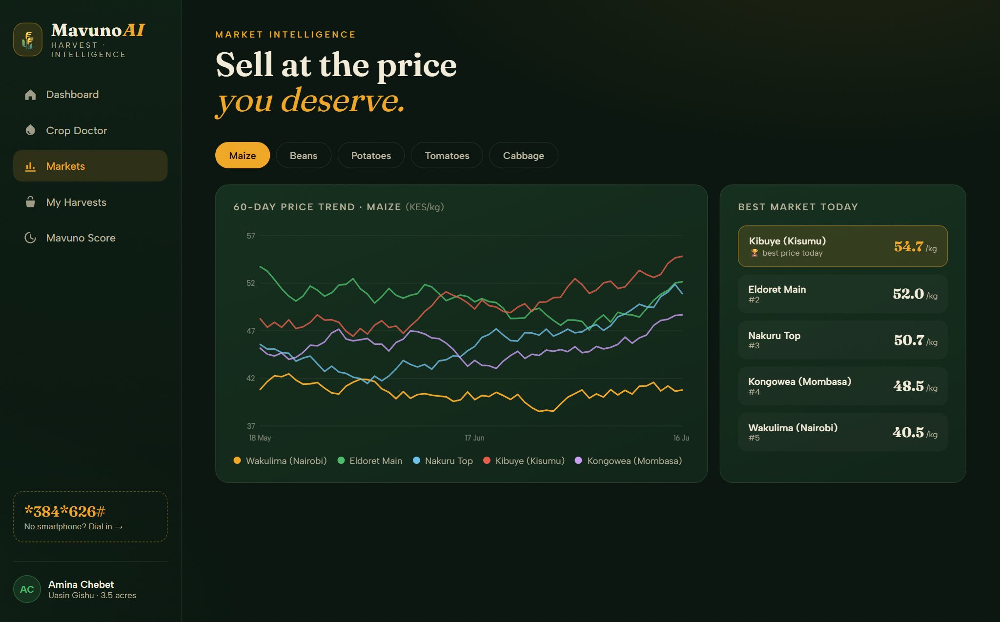 MavunoAI
HARVEST ·
INTELLIGENCE
Dashboard
Crop Doctor
Markets
My Harvests
Mavuno Score
*384*626#
No smartphone? Dial in →
AC
Amina Chebet
Uasin Gishu · 3.5 acres
MARKET INTELLIGENCE
Sell at the price
you deserve.
Maize
Beans
Potatoes
Tomatoes
Cabbage
60-DAY PRICE TREND · MAIZE (KES/kg)
57
52
47
42
37
18 May
17 Jun
16 Ju
Wakulima (Nairobi)
Eldoret Main
Nakuru Top
Kibuye (Kisumu)
Kongowea (Mombasa)
BEST MARKET TODAY
Kibuye (Kisumu)
🏆 best price today
54.7 /kg
Eldoret Main
#2
52.0 /kg
Nakuru Top
#3
50.7 /kg
Kongowea (Mombasa)
#4
48.5 /kg
Wakulima (Nairobi)
#5
40.5 /kg